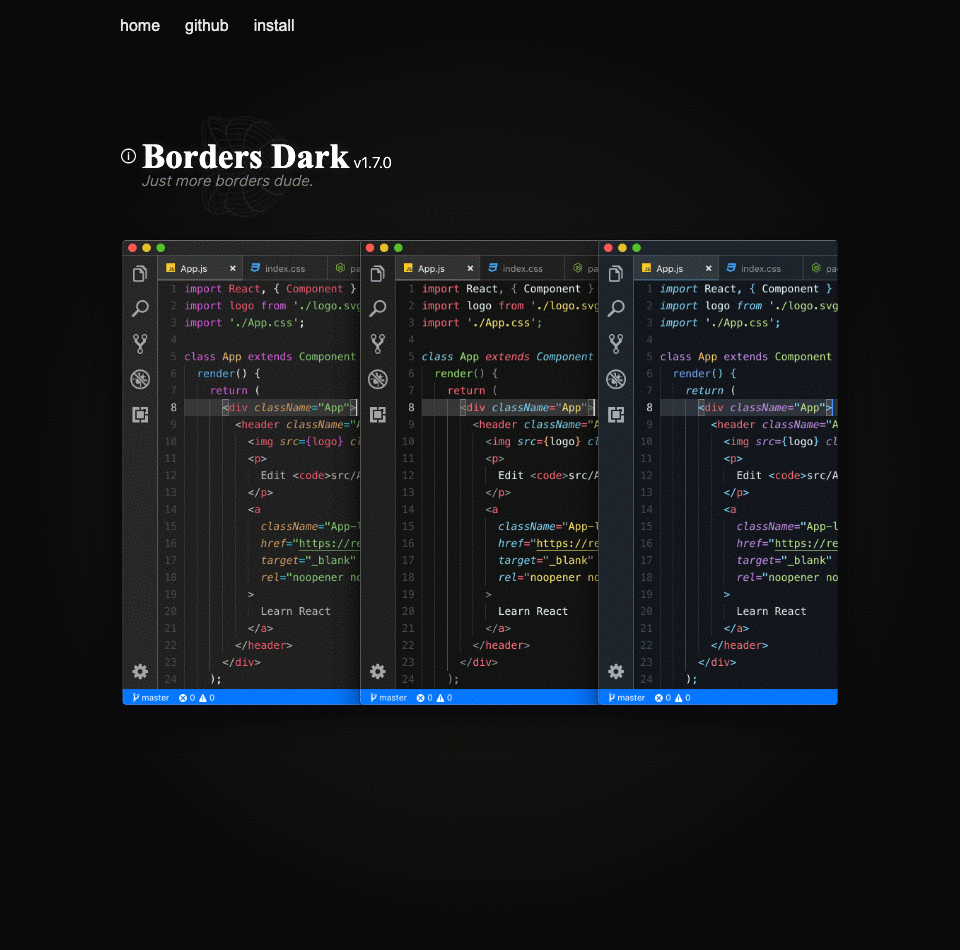 home github install
Borders Dark v1.7.0
Just more borders dude.
App.js × index.css pa
1 import React, { Component }
2 import logo from './logo.svg
3 import './App.css';
4
5 class App extends Component
6 render() {
7 return (
8 <div className="App">
9 <header className="A
10 <img src={logo} cl
11 <p>
12 Edit <code>src/A
13 </p>
14 <a
15 className="App-l
16 href="https://re
17 target="_blank"
18 rel="noopener no
19 >
20 Learn React
21 </a>
22 </header>
23 </div>
24 );
master 0 0
App.js × index.css pa
1 import React, { Component }
2 import logo from './logo.svg
3 import './App.css';
4
5 class App extends Component
6 render() {
7 return (
8 <div className="App">
9 <header className="A
10 <img src={logo} cl
11 <p>
12 Edit <code>src/A
13 </p>
14 <a
15 className="App-l
16 href="https://re
17 target="_blank"
18 rel="noopener no
19 >
20 Learn React
21 </a>
22 </header>
23 </div>
24 );
master 0 0
App.js × index.css pa
1 import React, { Component }
2 import logo from './logo.svg
3 import './App.css';
4
5 class App extends Component
6 render() {
7 return (
8 <div className="App">
9 <header className="A
10 <img src={logo} cl
11 <p>
12 Edit <code>src/A
13 </p>
14 <a
15 className="App-l
16 href="https://re
17 target="_blank"
18 rel="noopener no
19 >
20 Learn React
21 </a>
22 </header>
23 </div>
24 );
master 0 0